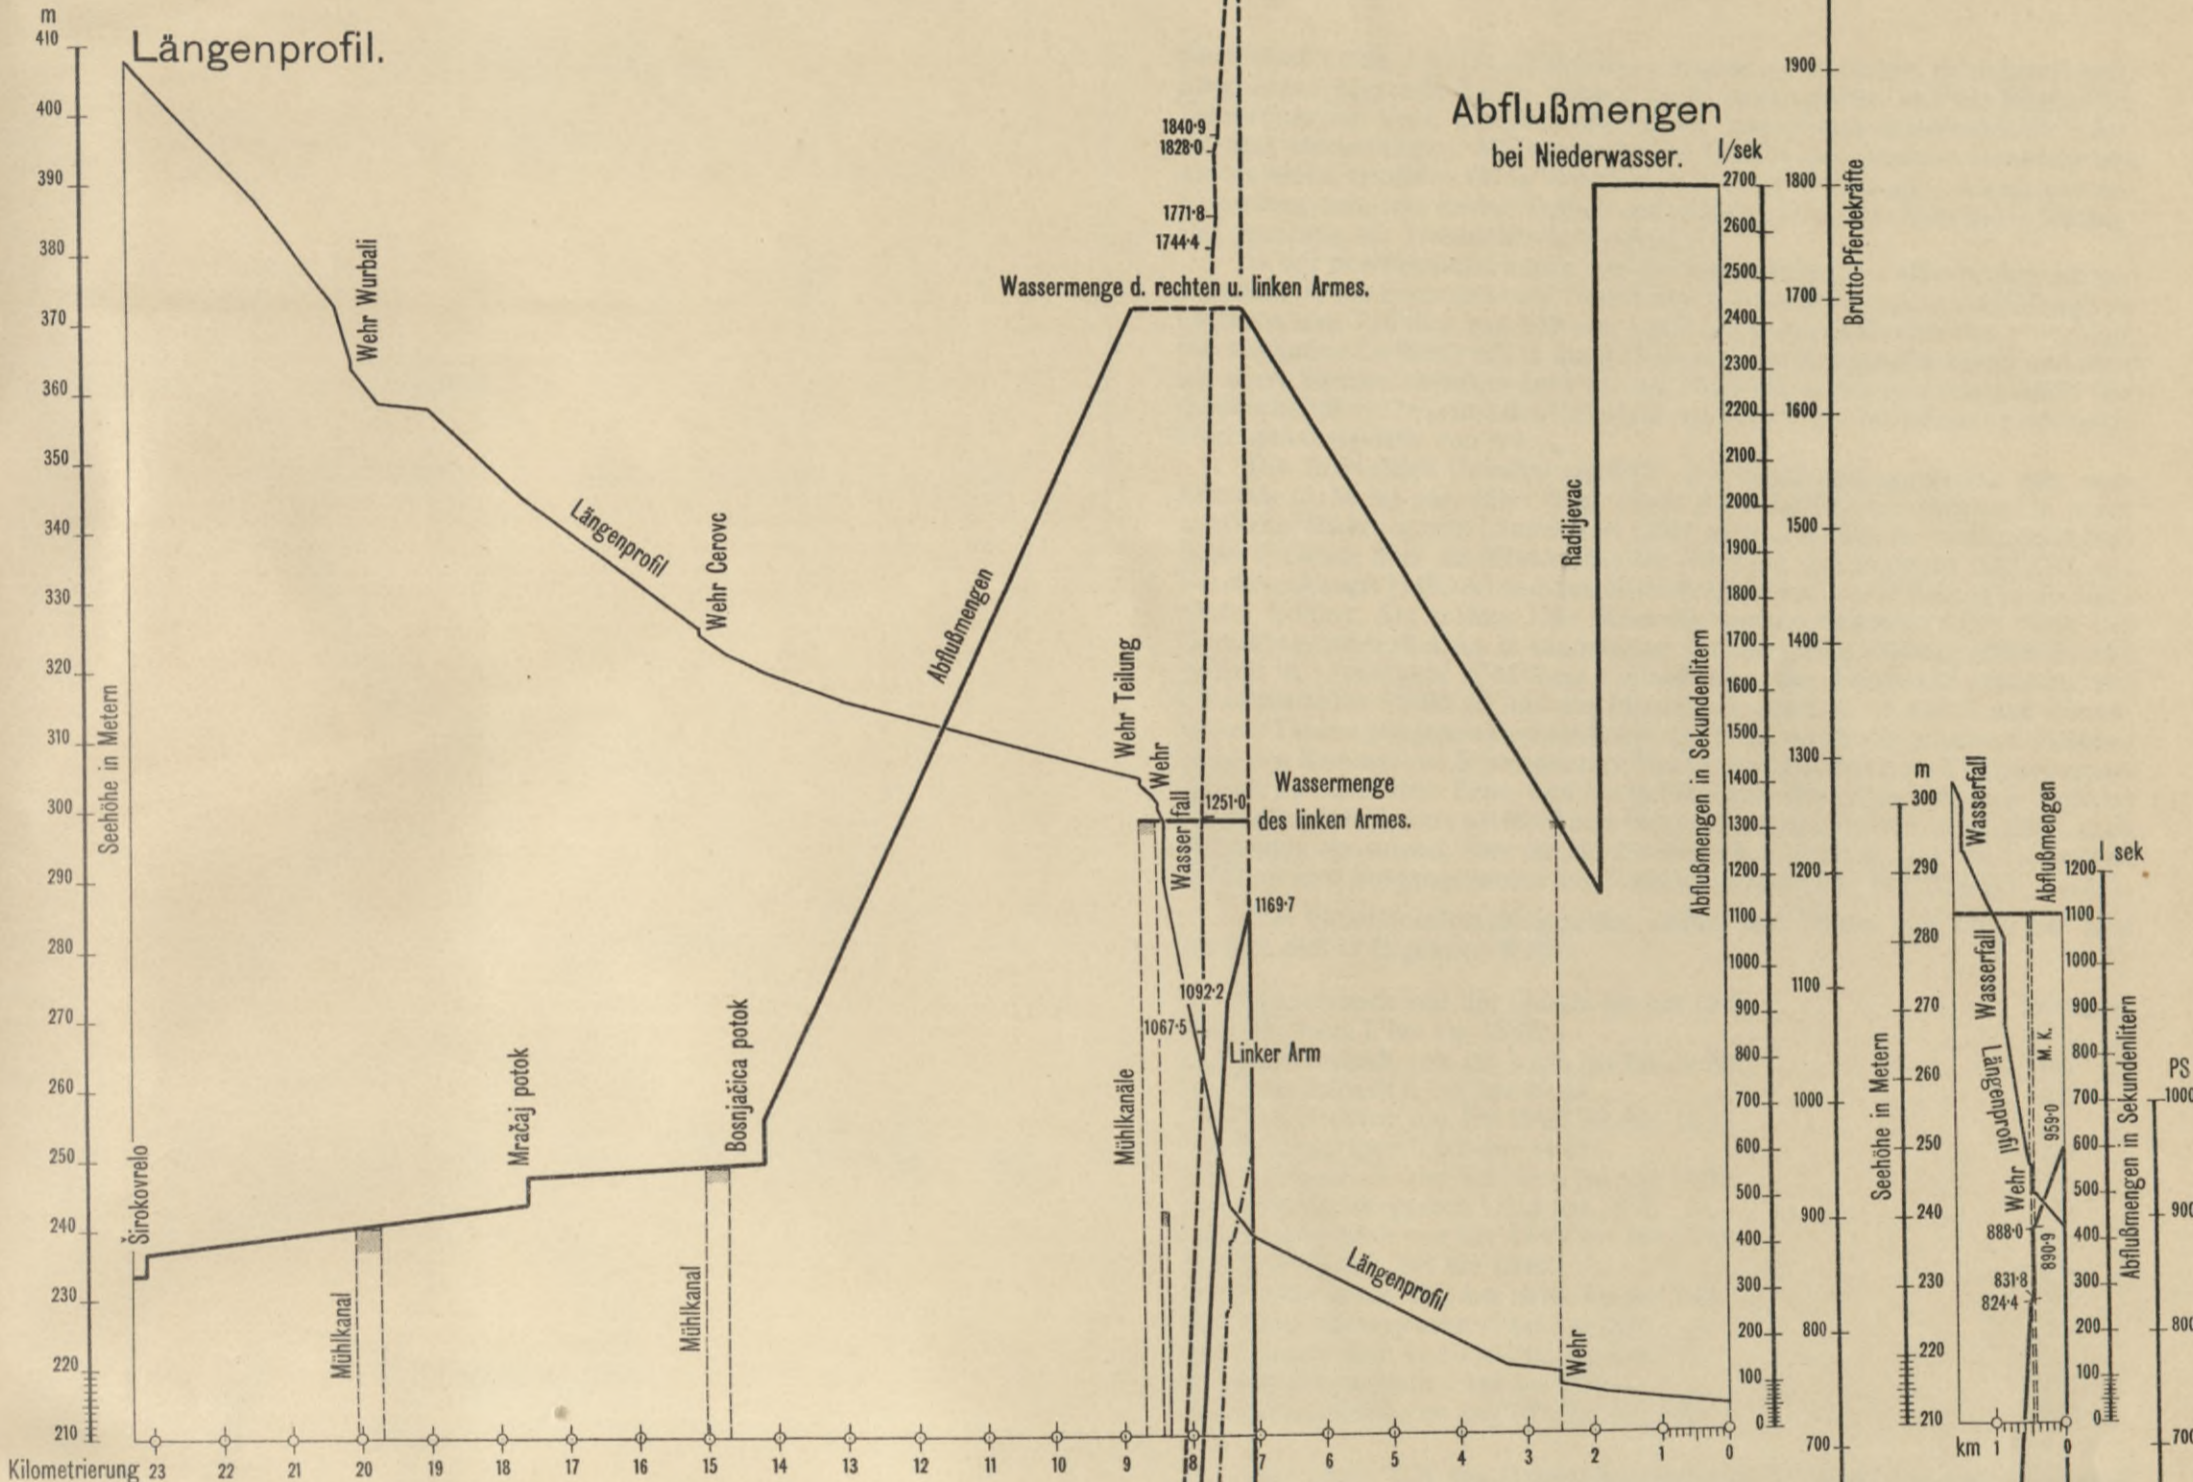 m
Längenprofil.
410
400
390
380
370
360
350
340
330
320
310
300
290
280
270
260
250
240
230
220
210
Seehöhe in Metern
Širokovrelo
Wehr Wurbali
Längenprofil
Wehr Cerovc
Abflußmengen
Mračaj potok
Bosnjačica potok
Mühlkanal
Mühlkanal
Mühlkanäle
Wehr Teilung
Wehr
Wasserfall
1840·9
1828·0
1771·8
1744·4
Wassermenge d. rechten u. linken Armes.
1251·0
Wassermenge
des linken Armes.
1169·7
1092·2
1067·5
Linker Arm
Längenprofil
Wehr
Radiljevac
Abflußmengen
bei Niederwasser.
l/sek
2700
2600
2500
2400
2300
2200
2100
2000
1900
1800
1700
1600
1500
1400
1300
1200
1100
1000
900
800
700
600
500
400
300
200
100
0
Abflußmengen in Sekundenlitern
1900
1800
1700
1600
1500
1400
1300
1200
1100
1000
900
800
700
Brutto-Pferdekräfte
Kilometrierung 23 22 21 20 19 18 17 16 15 14 13 12 11 10 9 8 7 6 5 4 3 2 1 0
m
300
290
280
270
260
250
240
230
220
210
Seehöhe in Metern
Wasserfall
Wasserfall
Längenprofil
Wehr
Abflußmengen
M. K.
959·0
888·0
890·9
831·8
824·4
l sek
1200
1100
1000
900
800
700
600
500
400
300
200
100
0
Abflußmengen in Sekundenlitern
PS
1000
900
800
700
km 1 0